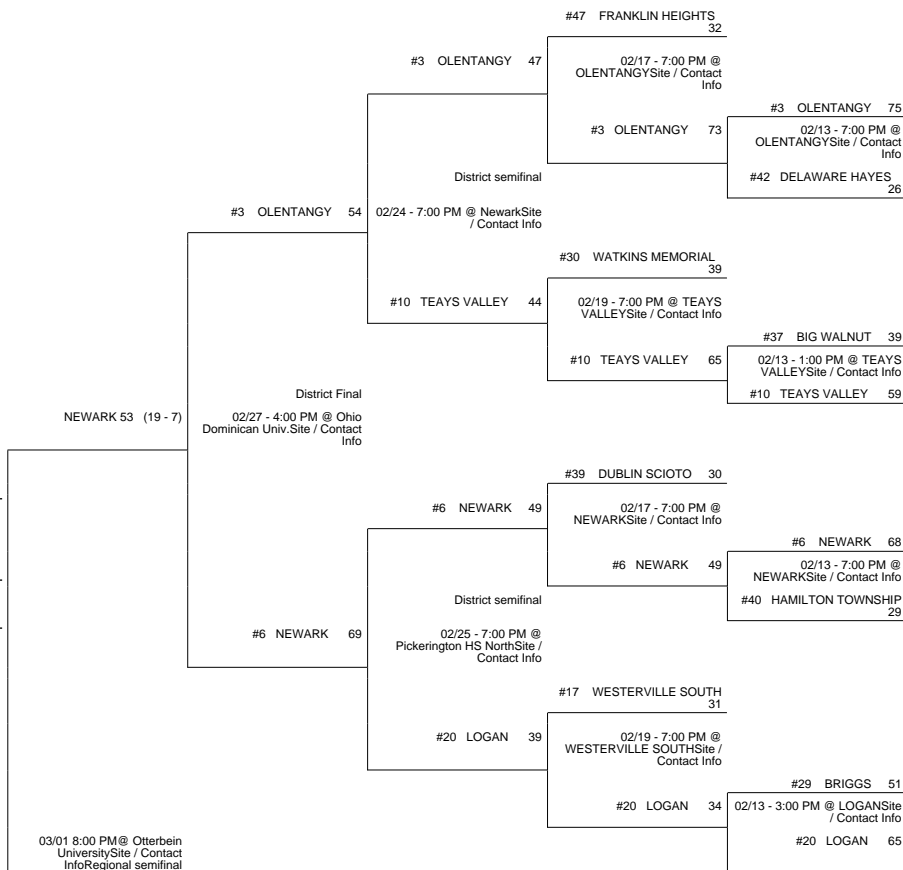 #47 FRANKLIN HEIGHTS
32
#3 OLENTANGY 47
02/17 - 7:00 PM @
OLENTANGYSite / Contact
Info
#3 OLENTANGY 75
#3 OLENTANGY 73
02/13 - 7:00 PM @
OLENTANGYSite / Contact
Info
District semifinal
#42 DELAWARE HAYES
26
#3 OLENTANGY 54
02/24 - 7:00 PM @ NewarkSite
/ Contact Info
#30 WATKINS MEMORIAL
39
#10 TEAYS VALLEY 44
02/19 - 7:00 PM @ TEAYS
VALLEYSite / Contact Info
#37 BIG WALNUT 39
#10 TEAYS VALLEY 65
02/13 - 1:00 PM @ TEAYS
VALLEYSite / Contact Info
District Final
#10 TEAYS VALLEY 59
NEWARK 53 (19 - 7)
02/27 - 4:00 PM @ Ohio
Dominican Univ.Site / Contact
Info
#39 DUBLIN SCIOTO 30
#6 NEWARK 49
02/17 - 7:00 PM @
NEWARKSite / Contact Info
#6 NEWARK 68
#6 NEWARK 49
02/13 - 7:00 PM @
NEWARKSite / Contact Info
District semifinal
#40 HAMILTON TOWNSHIP
29
#6 NEWARK 69
02/25 - 7:00 PM @
Pickerington HS NorthSite /
Contact Info
#17 WESTERVILLE SOUTH
31
#20 LOGAN 39
02/19 - 7:00 PM @
WESTERVILLE SOUTHSite /
Contact Info
#29 BRIGGS 51
#20 LOGAN 34
02/13 - 3:00 PM @ LOGANSite
/ Contact Info
#20 LOGAN 65
03/01 8:00 PM@ Otterbein
UniversitySite / Contact
InfoRegional semifinal